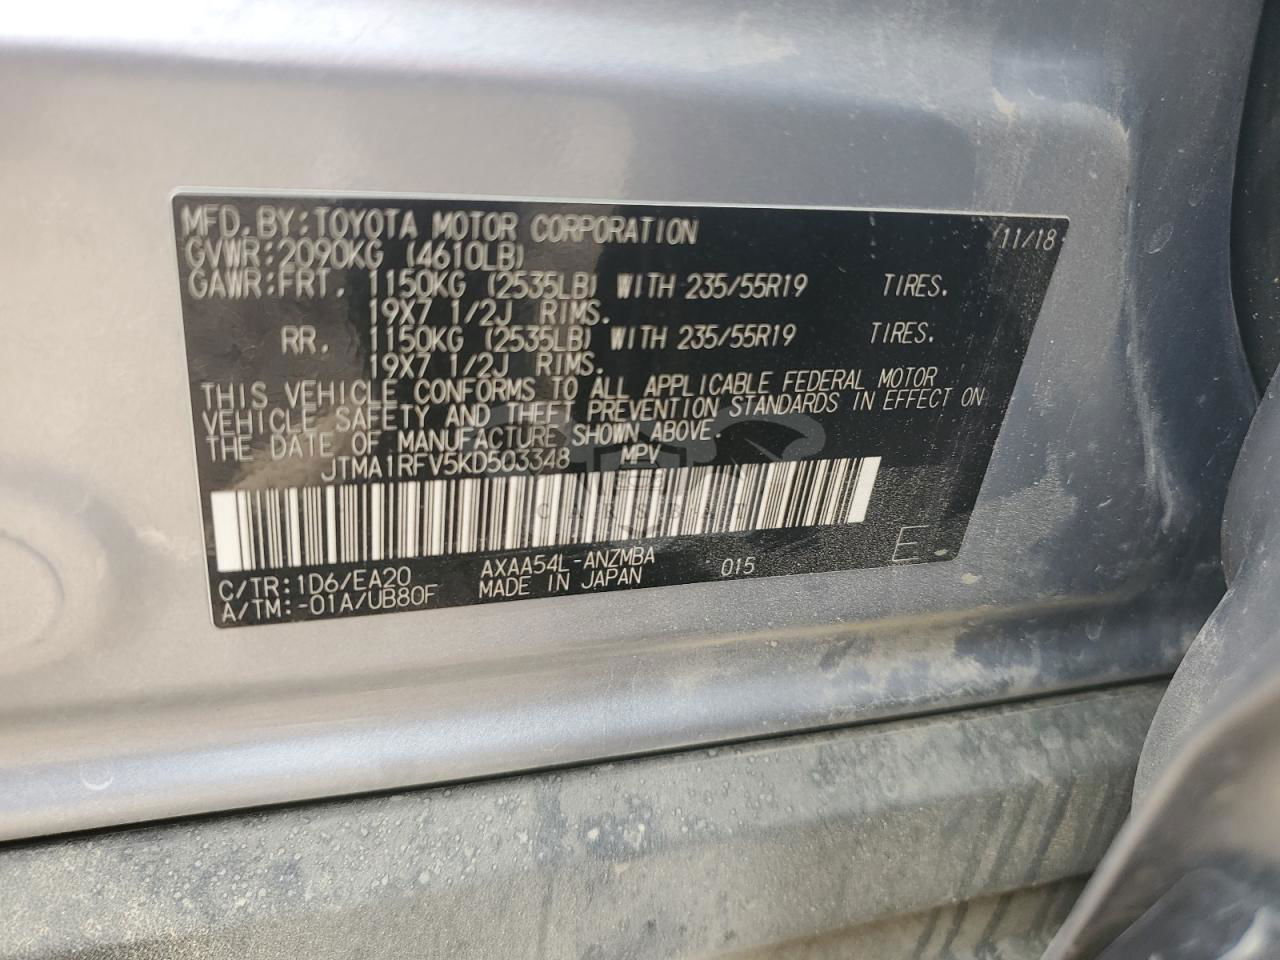 MFD.BY:TOYOTA MOTOR CORPORATION 11/18
GVWR:2090KG (4610LB)
GAWR:FRT. 1150KG (2535LB) WITH 235/55R19 TIRES.
19X7 1/2J RIMS.
RR. 1150KG (2535LB) WITH 235/55R19 TIRES.
19X7 1/2J RIMS.
THIS VEHICLE CONFORMS TO ALL APPLICABLE FEDERAL MOTOR
VEHICLE SAFETY AND THEFT PREVENTION STANDARDS IN EFFECT ON
THE DATE OF MANUFACTURE SHOWN ABOVE.
JTMA1RFV5KD503348 MPV
C/TR:1D6/EA20 AXAA54L-ANZMBA 015 E
A/TM:-01A/UB80F MADE IN JAPAN